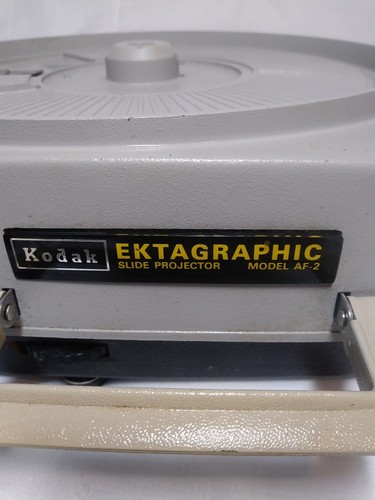 Kodak EKTAGRAPHIC
SLIDE PROJECTOR MODEL AF-2